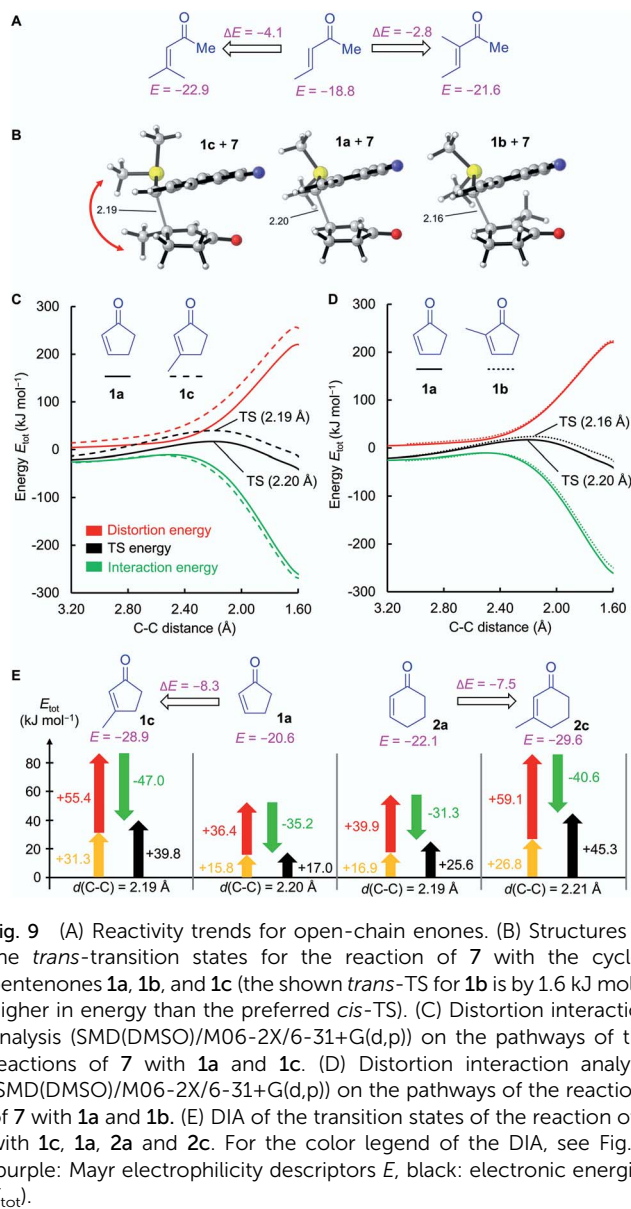 A
O
O
O
ΔE = −4.1
ΔE = −2.8
Me
Me
Me
E = −22.9
E = −18.8
E = −21.6
B
1c + 7
1a + 7
1b + 7
2.19
2.20
2.16
C
D
300
200
100
0
-100
-200
-300
Energy Etot (kJ mol−1)
O
O
1a
1c
TS (2.19 Å)
TS (2.20 Å)
Distortion energy
TS energy
Interaction energy
3.20 2.80 2.40 2.00 1.60
C-C distance (Å)
300
200
100
0
-100
-200
-300
Energy Etot (kJ mol−1)
O
O
1a
1b
TS (2.16 Å)
TS (2.20 Å)
3.20 2.80 2.40 2.00 1.60
C-C distance (Å)
E
Etot
(kJ mol−1)
O
O
O
O
ΔE = −8.3
ΔE = −7.5
1c
1a
2a
2c
E = −28.9
E = −20.6
E = −22.1
E = −29.6
80
60
40
20
0
+55.4
-47.0
+31.3
+39.8
+36.4
-35.2
+15.8
+17.0
+39.9
-31.3
+16.9
+25.6
+59.1
-40.6
+26.8
+45.3
d(C-C) = 2.19 Å
d(C-C) = 2.20 Å
d(C-C) = 2.19 Å
d(C-C) = 2.21 Å
(A) Reactivity trends for open-chain enones. (B) Structures
the trans-transition states for the reaction of 7 with the cycl
1a, 1b, and 1c (the shown trans-TS for 1b is by 1.6 kJ mol
higher in energy than the preferred cis-TS). (C) Distortion interactio
analysis (SMD(DMSO)/M06-2X/6-31+G(d,p)) on the pathways of t
reactions of 7 with 1a and 1c. (D) Distortion interaction analy
SMD(DMSO)/M06-2X/6-31+G(d,p)) on the pathways of the reactio
of 7 with 1a and 1b. (E) DIA of the transition states of the reaction o
with 1c, 1a, 2a and 2c. For the color legend of the DIA, see Fig.
purple: Mayr electrophilicity descriptors E, black: electronic energi